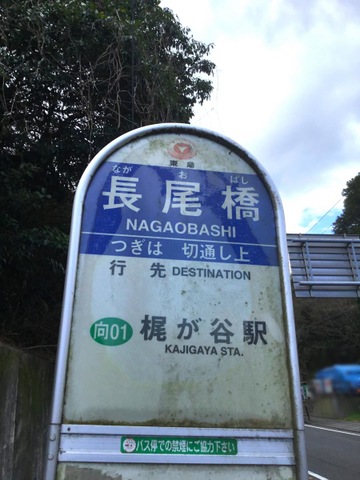 東急
なが お ばし
長尾橋
NAGAOBASHI
つぎは 切通し上
行先 DESTINATION
向01 梶が谷駅
KAJIGAYA STA.
バス停での禁煙にご協力下さい